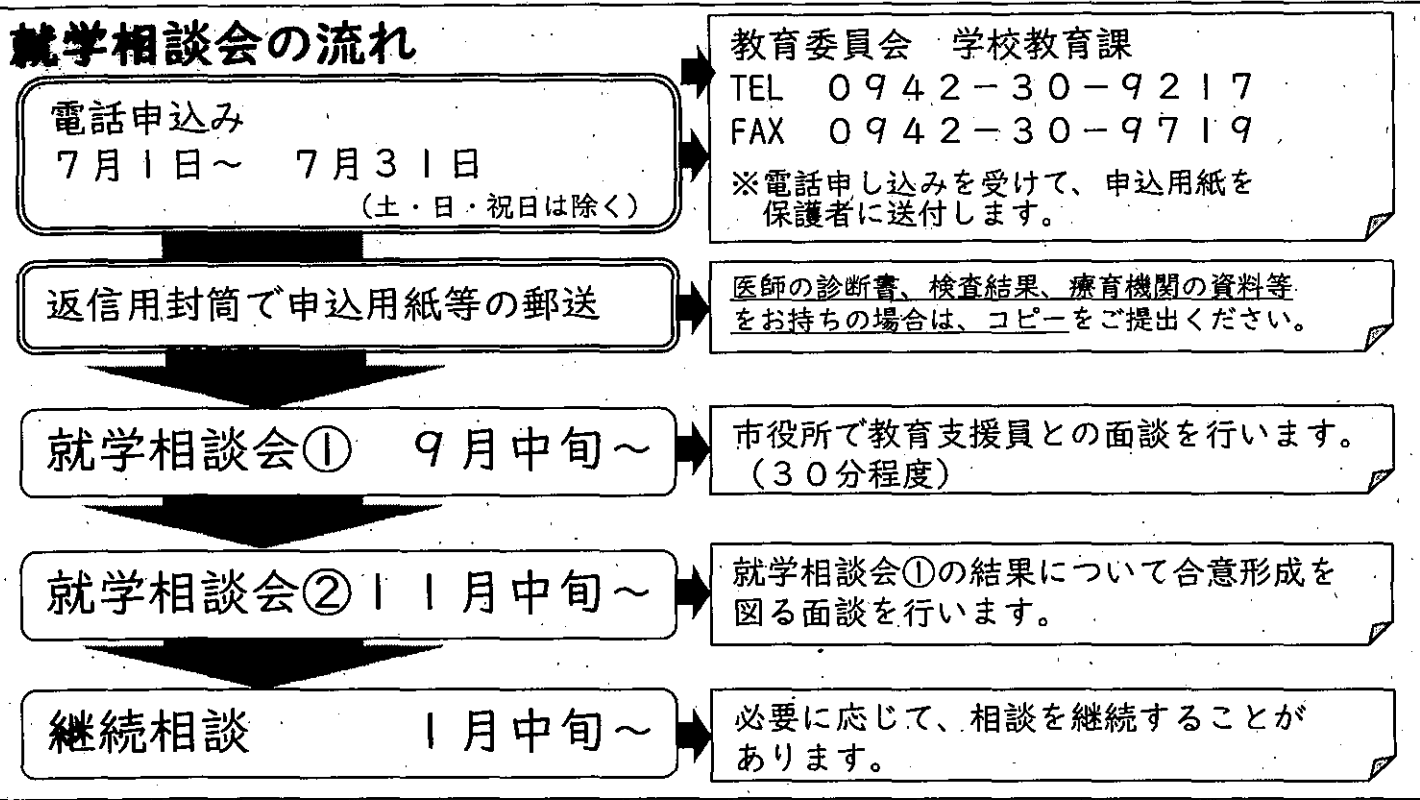 就学相談会の流れ
電話申込み
7月1日～　7月31日
（土・日・祝日は除く）
教育委員会　学校教育課
TEL　0942－30－9217
FAX　0942－30－9719
※電話申し込みを受けて、申込用紙を
保護者に送付します。
返信用封筒で申込用紙等の郵送
医師の診断書、検査結果、療育機関の資料等
をお持ちの場合は、コピーをご提出ください。
就学相談会①　9月中旬～
市役所で教育支援員との面談を行います。
（30分程度）
就学相談会②11月中旬～
就学相談会①の結果について合意形成を
図る面談を行います。
継続相談　1月中旬～
必要に応じて、相談を継続することが
あります。